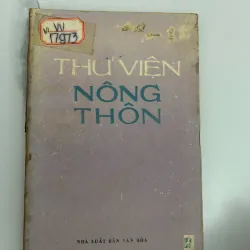 VV
17973
THƯ VIỆN
NÔNG
THÔN
NHÀ XUẤT BẢN VĂN HÓA